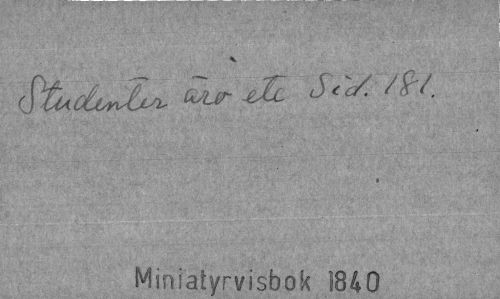 Studenter äro etc Sid. 181.
Miniatyrvisbok 1840